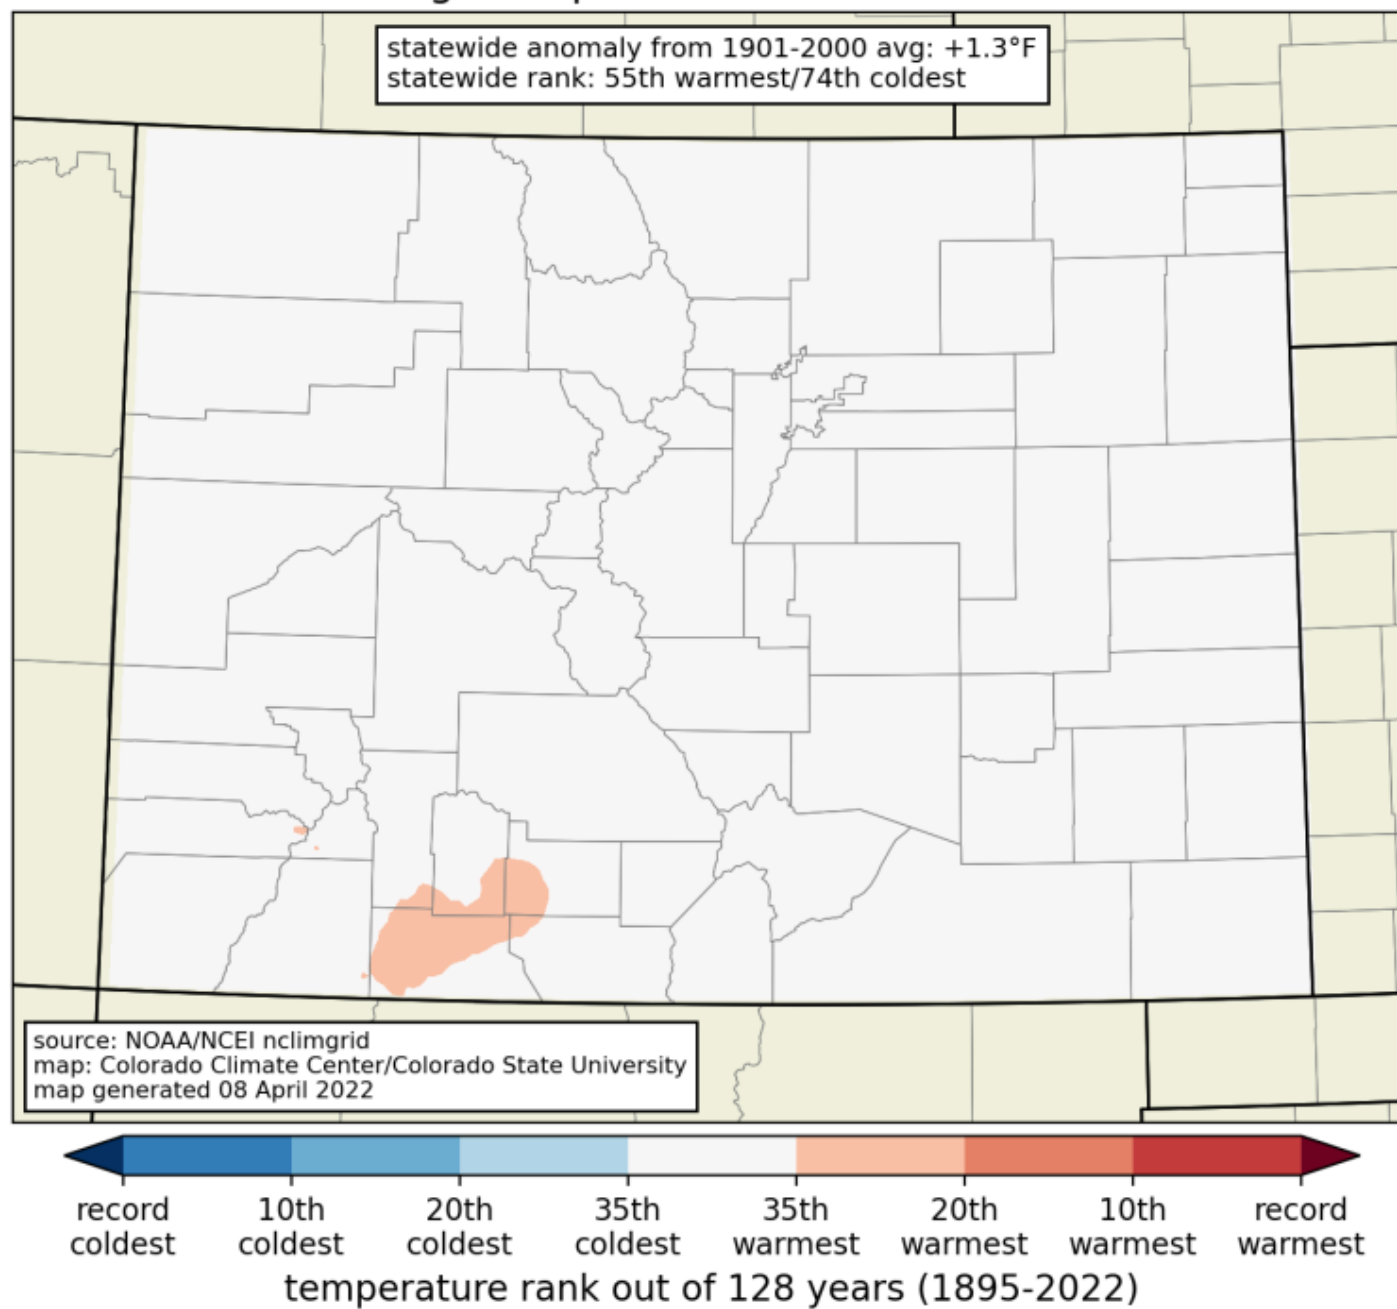 statewide anomaly from 1901-2000 avg: +1.3°F
statewide rank: 55th warmest/74th coldest
source: NOAA/NCEI nclimgrid
map: Colorado Climate Center/Colorado State University
map generated 08 April 2022
record coldest
10th coldest
20th coldest
35th coldest
35th warmest
20th warmest
10th warmest
record warmest
temperature rank out of 128 years (1895-2022)